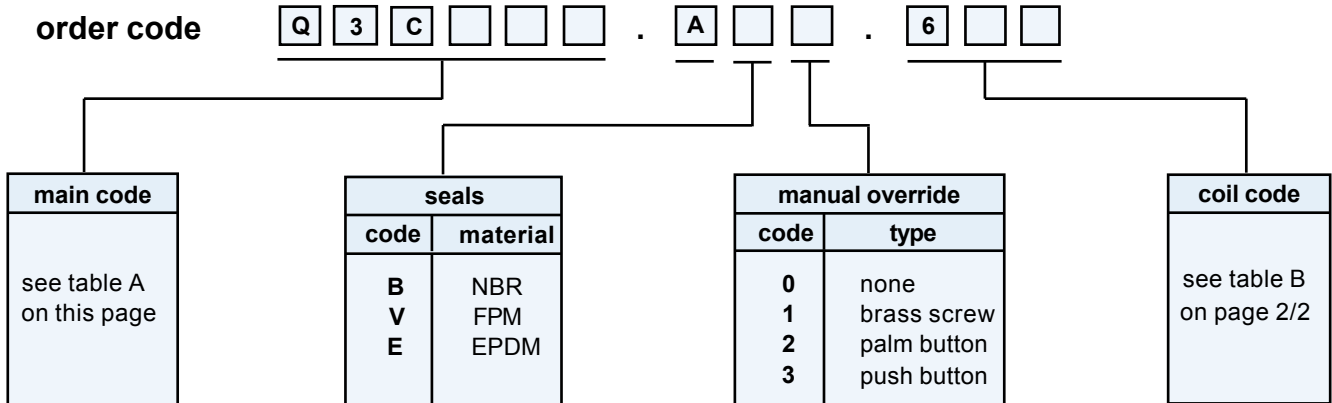 order code Q 3 C . A . 6
main code
see table A
on this page
seals
code material
B NBR
V FPM
E EPDM
manual override
code type
0 none
1 brass screw
2 palm button
3 push button
coil code
see table B
on page 2/2